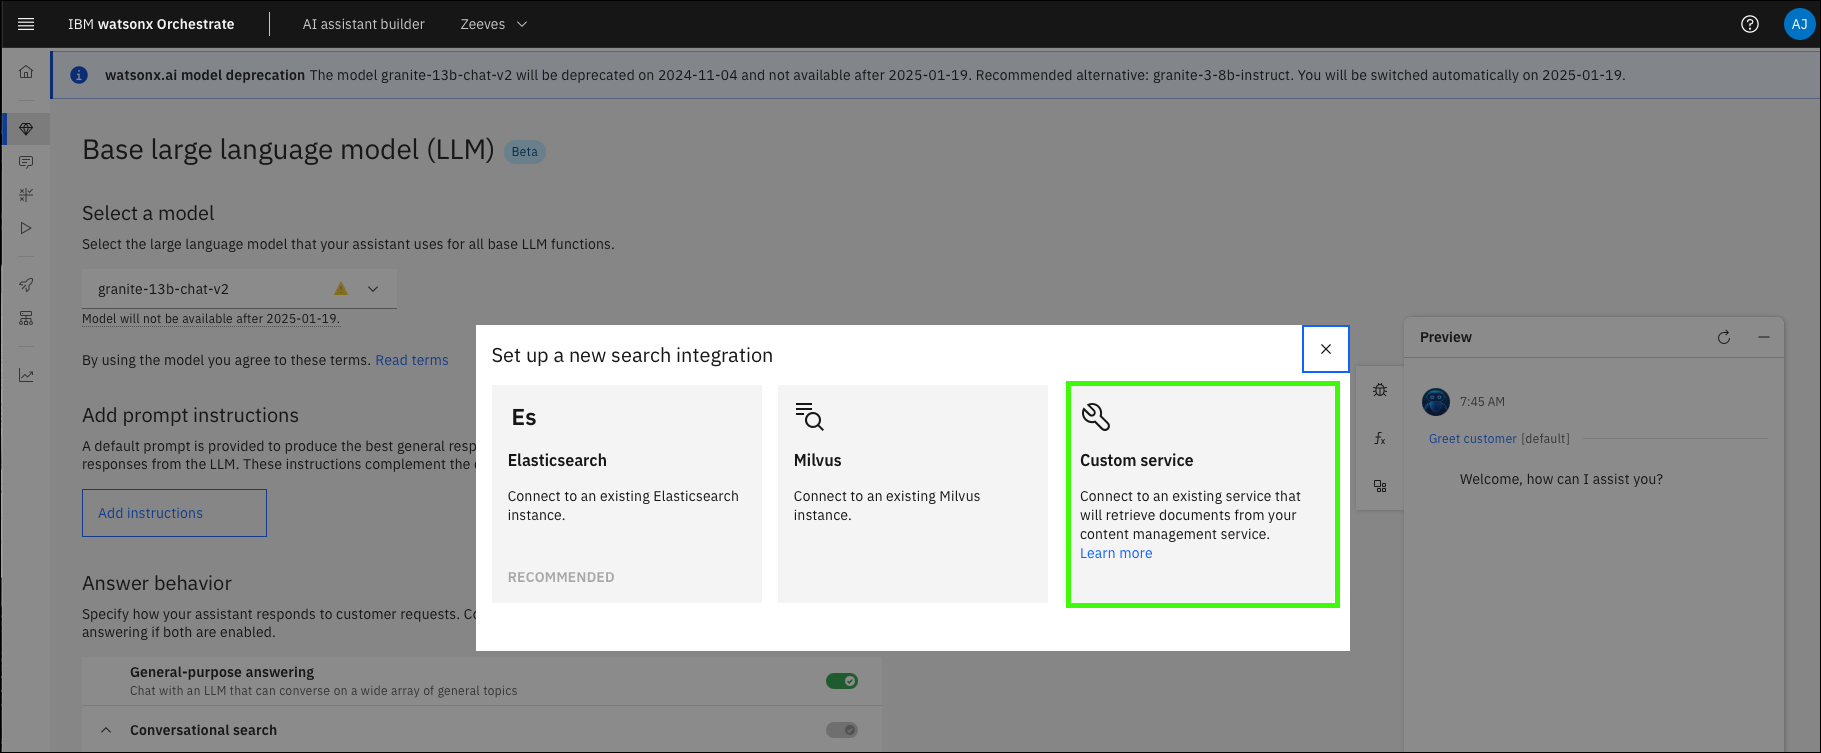 IBM watsonx Orchestrate
AI assistant builder
Zeeves
AJ
watsonx.ai model deprecation The model granite-13b-chat-v2 will be deprecated on 2024-11-04 and not available after 2025-01-19. Recommended alternative: granite-3-8b-instruct. You will be switched automatically on 2025-01-19.
Base large language model (LLM) Beta
Select a model
Select the large language model that your assistant uses for all base LLM functions.
granite-13b-chat-v2
Model will not be available after 2025-01-19.
By using the model you agree to these terms. Read terms
Add prompt instructions
A default prompt is provided to produce the best general resp
responses from the LLM. These instructions complement the
Add instructions
Answer behavior
Specify how your assistant responds to customer requests. Co
answering if both are enabled.
General-purpose answering
Chat with an LLM that can converse on a wide array of general topics
Conversational search
Set up a new search integration
Es
Elasticsearch
Connect to an existing Elasticsearch
instance.
RECOMMENDED
Milvus
Connect to an existing Milvus
instance.
Custom service
Connect to an existing service that
will retrieve documents from your
content management service.
Learn more
Preview
7:45 AM
Greet customer [default]
Welcome, how can I assist you?